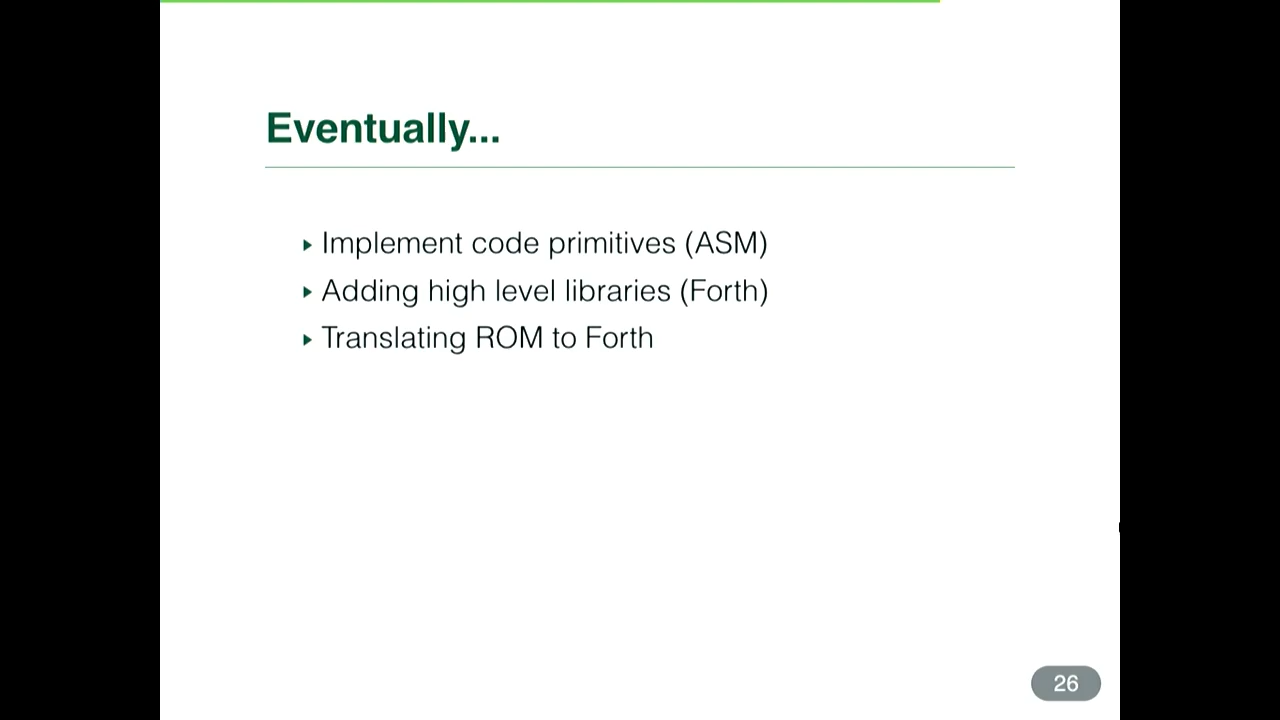 Eventually...
Implement code primitives (ASM)
Adding high level libraries (Forth)
Translating ROM to Forth
26